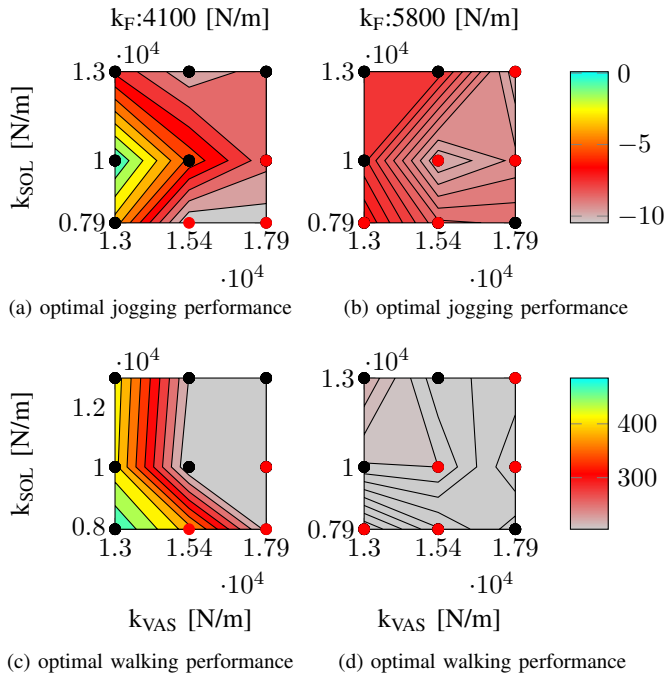 k_F:4100 [N/m] k_F:5800 [N/m]
·10^4 ·10^4
1.3 1.3 0
k_SOL [N/m]
1 1 −5
0.79 0.79 −10
1.3 1.54 1.79 1.3 1.54 1.79
·10^4 ·10^4
(a) optimal jogging performance (b) optimal jogging performance
·10^4 ·10^4
1.3
1.2 400
k_SOL [N/m]
1 1 300
0.8 0.79
1.3 1.54 1.79 1.3 1.54 1.79
·10^4 ·10^4
k_VAS [N/m] k_VAS [N/m]
(c) optimal walking performance (d) optimal walking performance